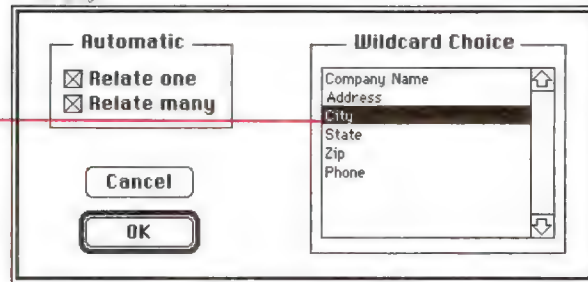 Automatic
Relate one
Relate many
Cancel
OK
Wildcard Choice
Company Name
Address
City
State
Zip
Phone